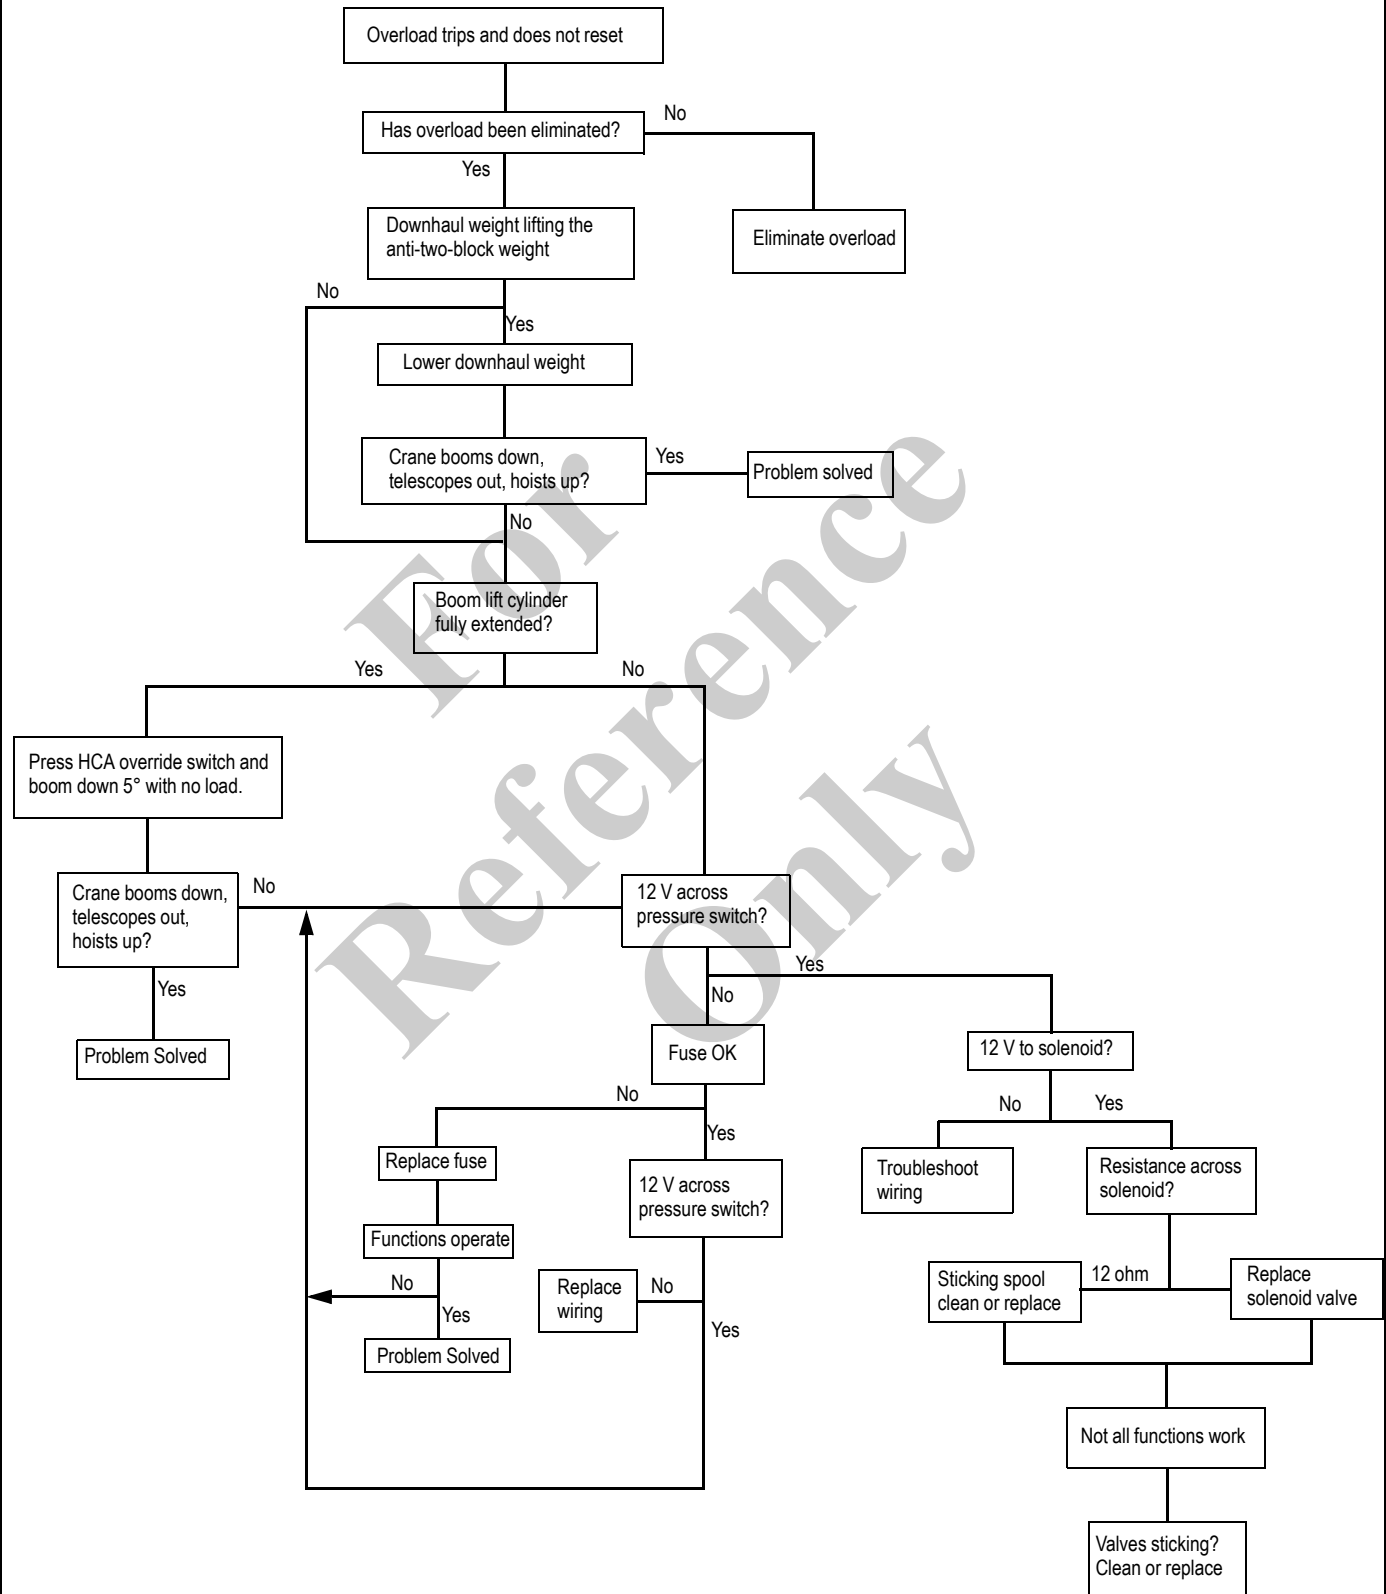 Overload trips and does not reset
No
Has overload been eliminated?
Yes
Downhaul weight lifting the
anti-two-block weight
Eliminate overload
No
Yes
Lower downhaul weight
Crane booms down,
telescopes out, hoists up?
Yes
Problem solved
No
Boom lift cylinder
fully extended?
Yes
No
Press HCA override switch and
boom down 5° with no load.
Crane booms down,
telescopes out,
hoists up?
No
12 V across
pressure switch?
Yes
Yes
No
Problem Solved
Fuse OK
12 V to solenoid?
No
Yes
No
Yes
Replace fuse
12 V across
pressure switch?
Troubleshoot
wiring
Resistance across
solenoid?
Functions operate
No
Yes
Replace
wiring
No
Yes
Problem Solved
Sticking spool
clean or replace
12 ohm
Replace
solenoid valve
Not all functions work
Valves sticking?
Clean or replace
For
Reference
Only